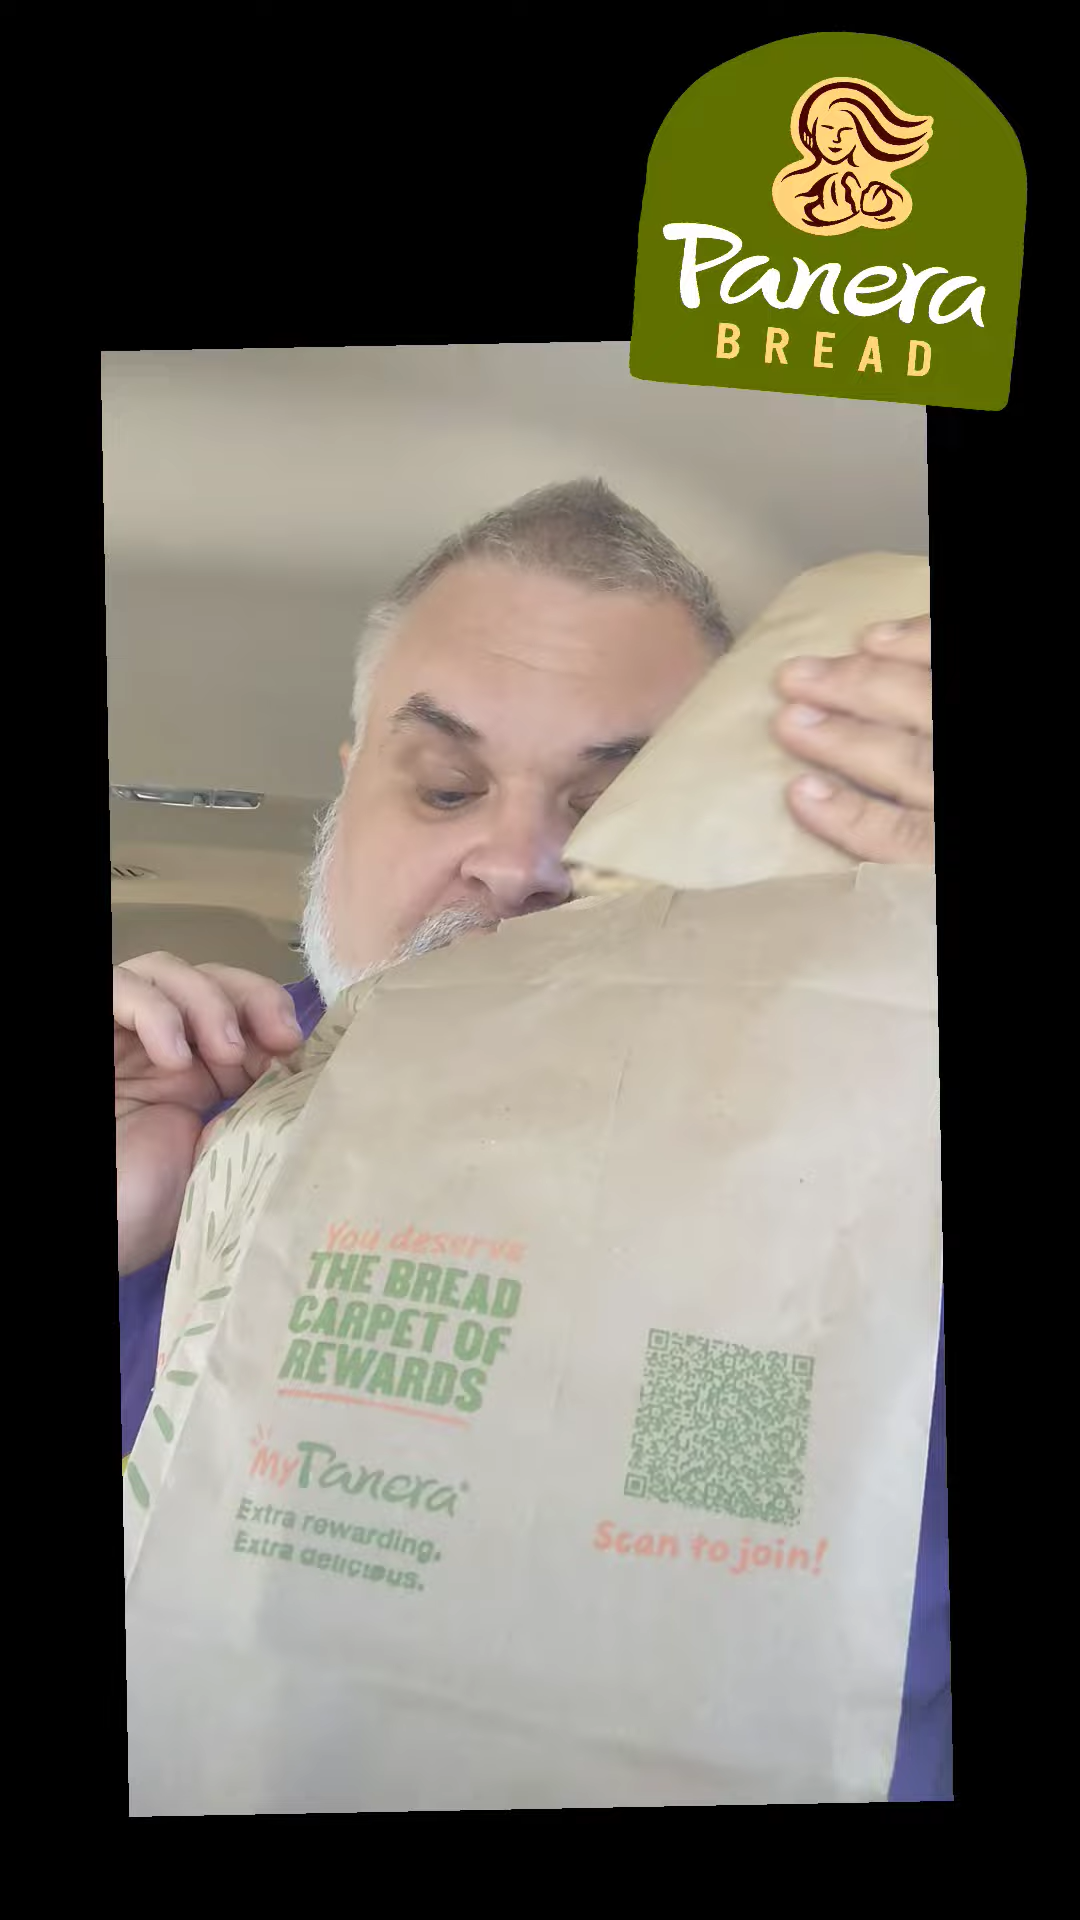 Panera
BREAD
You deserve
THE BREAD
CARPET OF
REWARDS
MyPanera
Extra rewarding.
Extra delicious.
Scan to join!